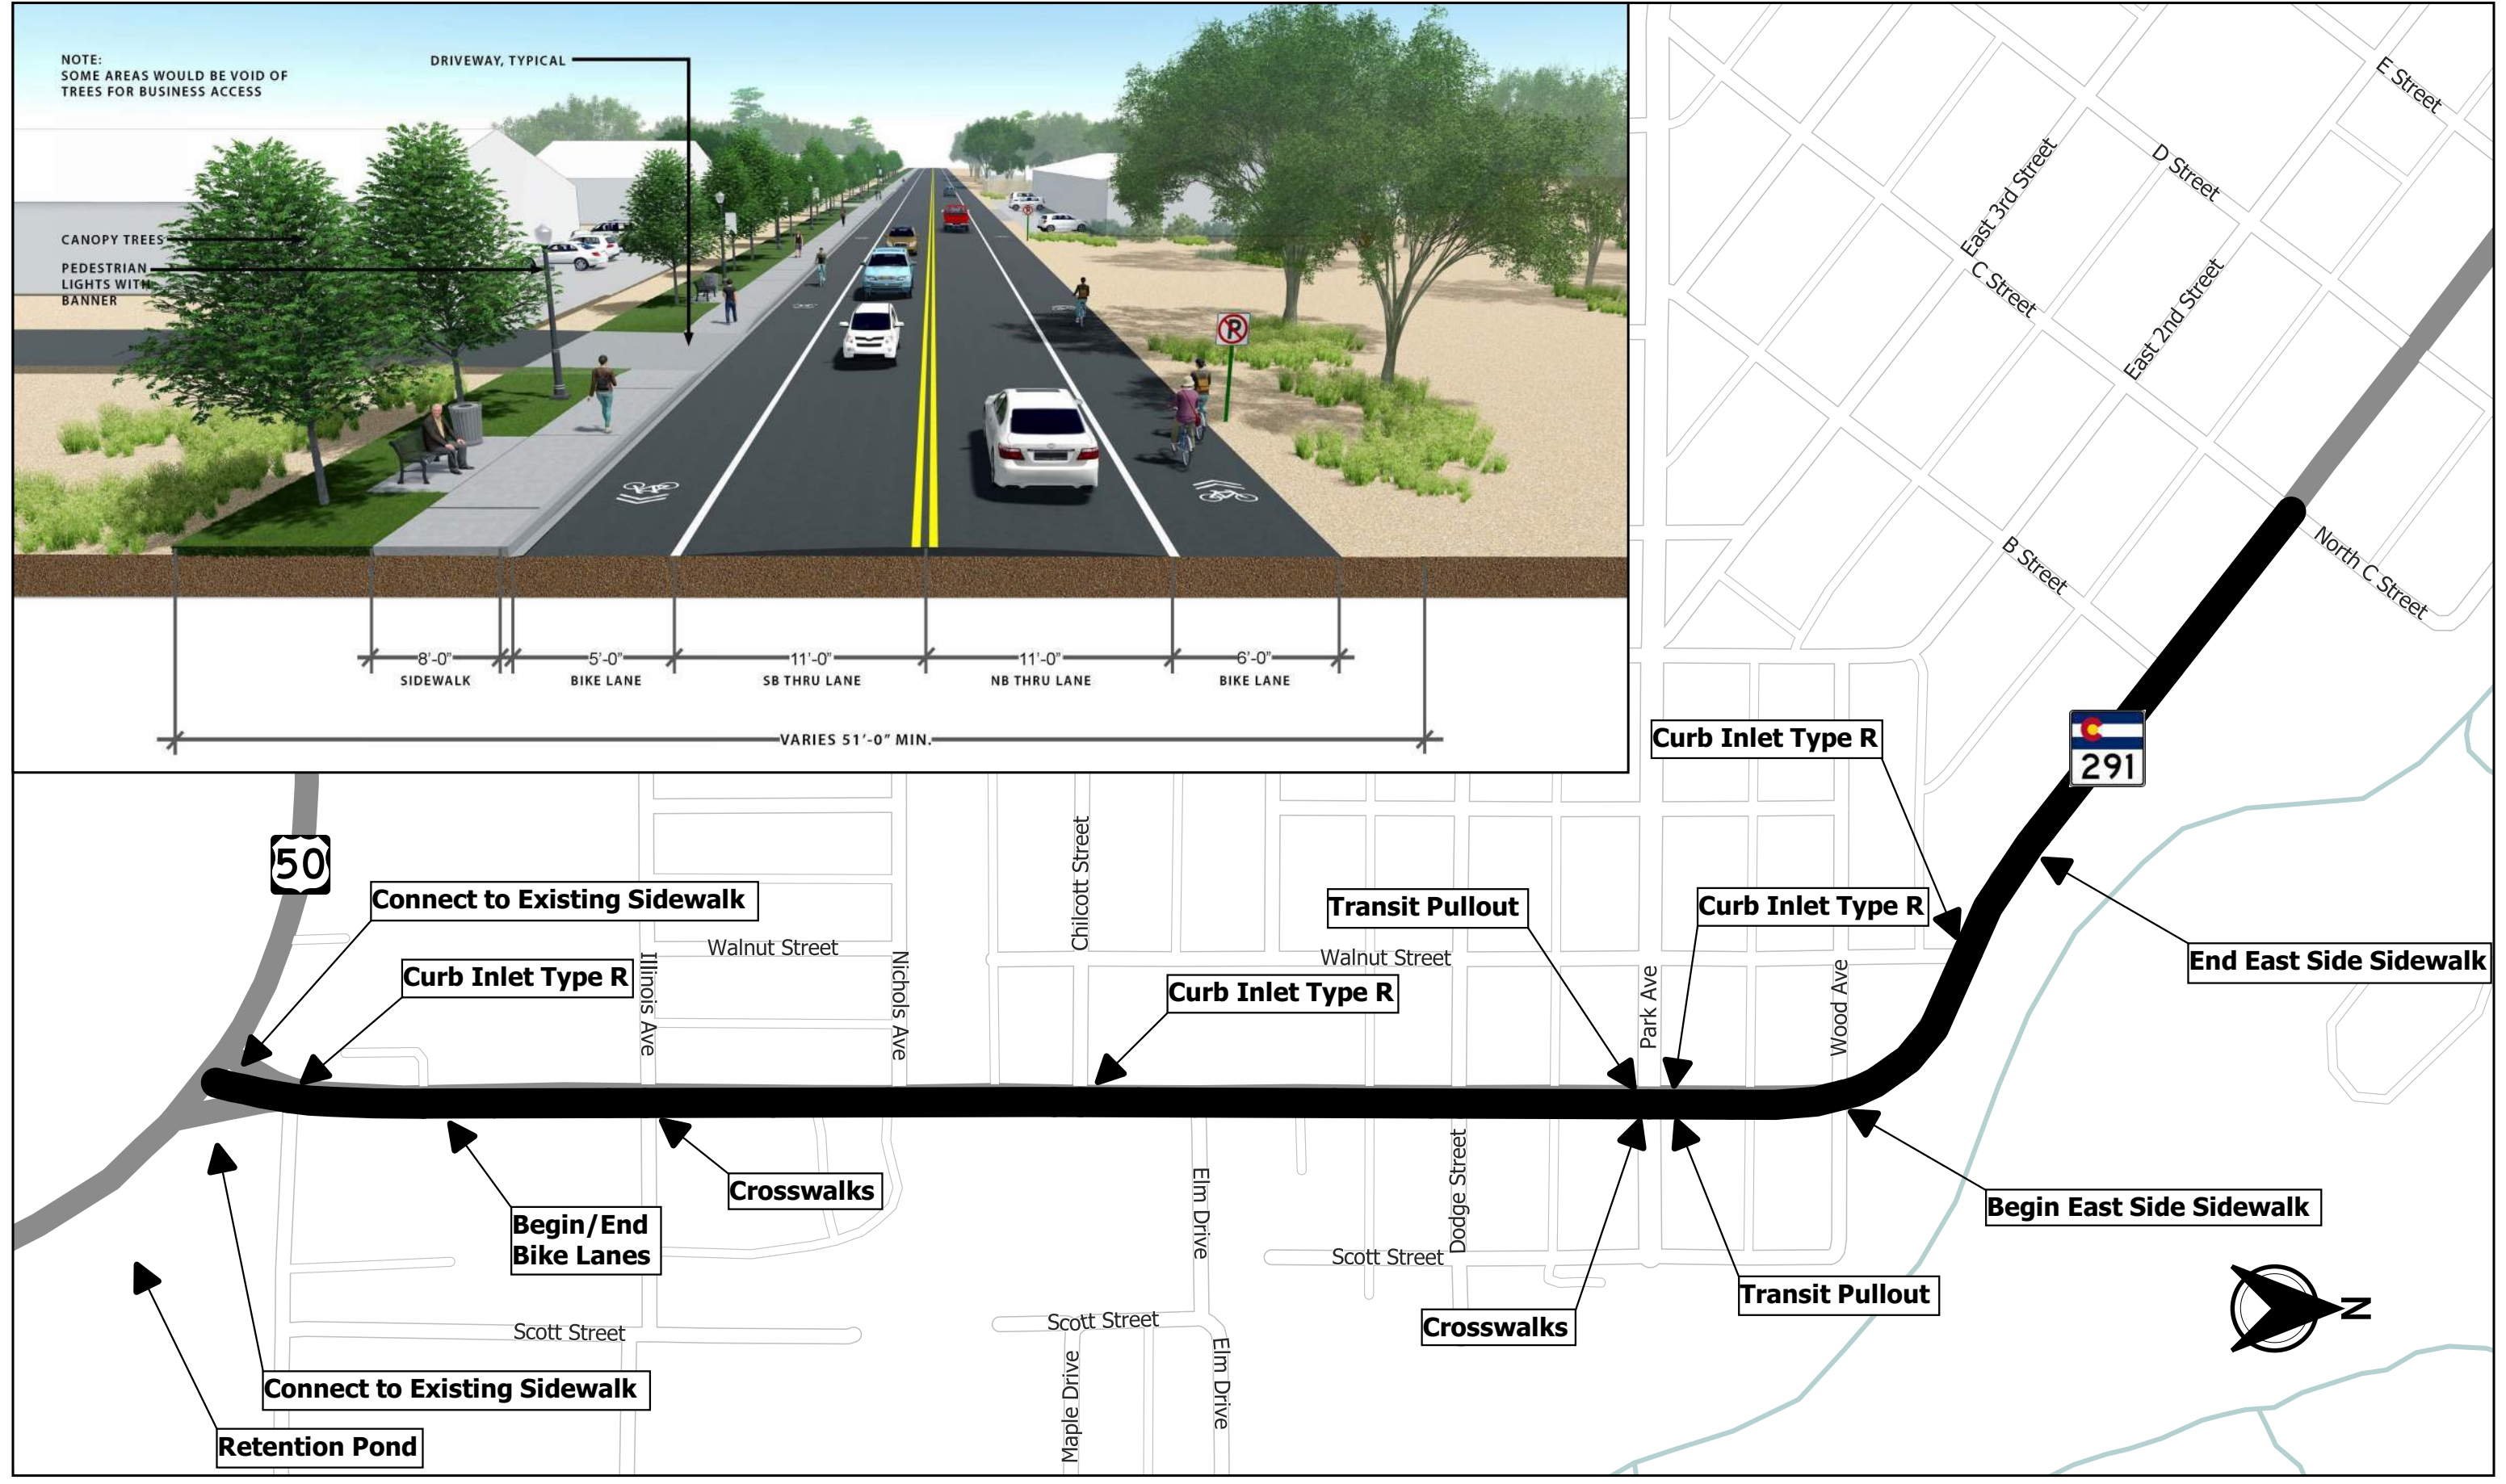 NOTE:
SOME AREAS WOULD BE VOID OF
TREES FOR BUSINESS ACCESS
DRIVEWAY, TYPICAL
CANOPY TREES
PEDESTRIAN
LIGHTS WITH
BANNER
P
8'-0"
SIDEWALK
5'-0"
BIKE LANE
11'-0"
SB THRU LANE
11'-0"
NB THRU LANE
6'-0"
BIKE LANE
VARIES 51'-0" MIN.
E Street
D Street
East 3rd Street
C Street
East 2nd Street
B Street
North C Street
291
Curb Inlet Type R
50
Connect to Existing Sidewalk
Curb Inlet Type R
Illinois Ave
Walnut Street
Nichols Ave
Chilcott Street
Curb Inlet Type R
Transit Pullout
Walnut Street
Curb Inlet Type R
Park Ave
Wood Ave
End East Side Sidewalk
Crosswalks
Begin/End
Bike Lanes
Elm Drive
Dodge Street
Scott Street
Begin East Side Sidewalk
Transit Pullout
Crosswalks
N
Scott Street
Scott Street
Maple Drive
Elm Drive
Connect to Existing Sidewalk
Retention Pond